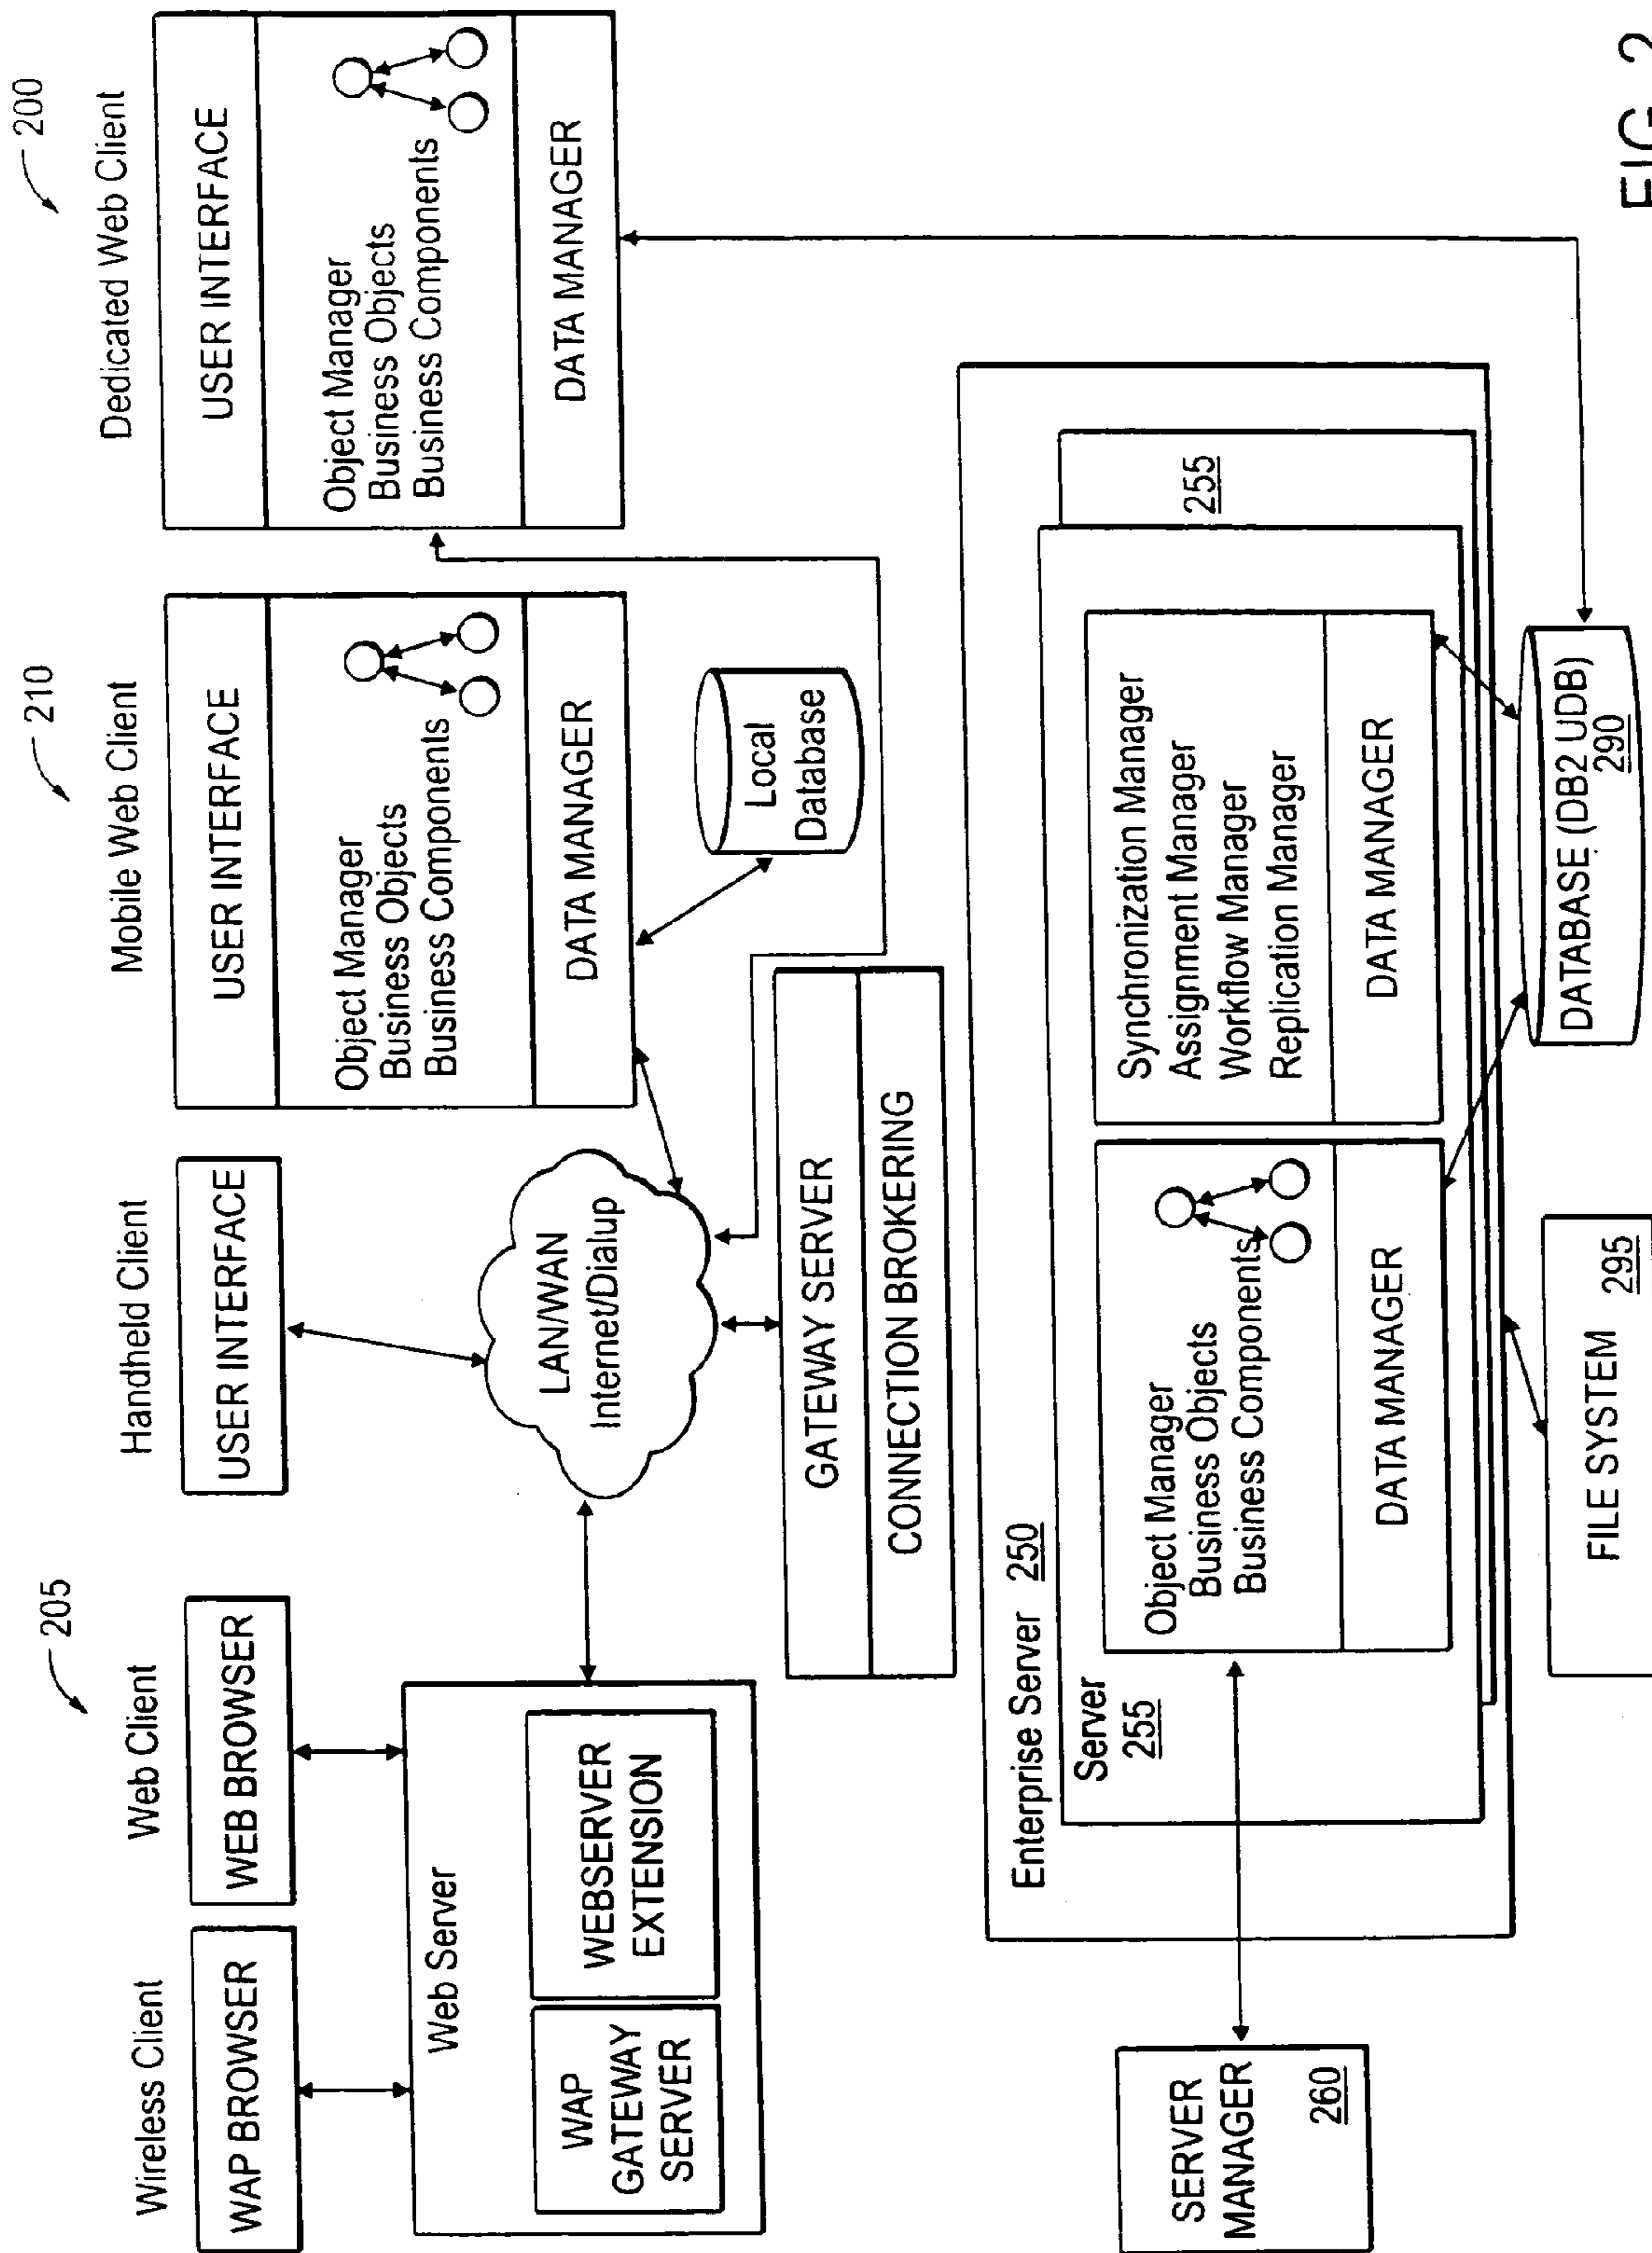 200
210
205
Wireless Client
Web Client
Handheld Client
Mobile Web Client
Dedicated Web Client
WAP BROWSER
WEB BROWSER
USER INTERFACE
USER INTERFACE
Object Manager
Business Objects
Business Components
DATA MANAGER
USER INTERFACE
Object Manager
Business Objects
Business Components
DATA MANAGER
Web Server
WAP
GATEWAY
SERVER
WEBSERVER
EXTENSION
LAN/WAN
Internet/Dialup
Local
Database
GATEWAY SERVER
CONNECTION BROKERING
Enterprise Server 250
Server
255
255
Object Manager
Business Objects
Business Components
DATA MANAGER
Synchronization Manager
Assignment Manager
Workflow Manager
Replication Manager
DATA MANAGER
SERVER
MANAGER
260
FILE SYSTEM
295
DATABASE (DB2 UDB)
290
FIG. 2